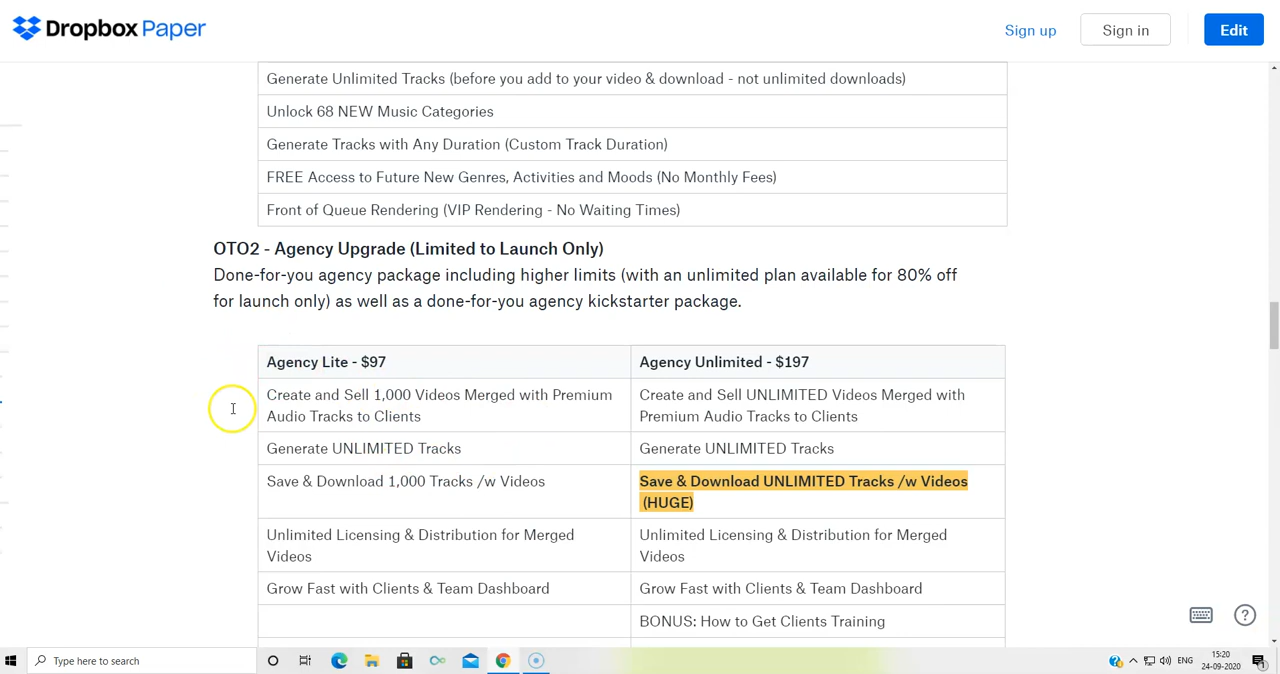 Dropbox Paper
Sign up
Sign in
Edit
Generate Unlimited Tracks (before you add to your video & download - not unlimited downloads)
Unlock 68 NEW Music Categories
Generate Tracks with Any Duration (Custom Track Duration)
FREE Access to Future New Genres, Activities and Moods (No Monthly Fees)
Front of Queue Rendering (VIP Rendering - No Waiting Times)
OTO2 - Agency Upgrade (Limited to Launch Only)
Done-for-you agency package including higher limits (with an unlimited plan available for 80% off
for launch only) as well as a done-for-you agency kickstarter package.
Agency Lite - $97
Agency Unlimited - $197
Create and Sell 1,000 Videos Merged with Premium
Audio Tracks to Clients
Create and Sell UNLIMITED Videos Merged with
Premium Audio Tracks to Clients
Generate UNLIMITED Tracks
Generate UNLIMITED Tracks
Save & Download 1,000 Tracks /w Videos
Save & Download UNLIMITED Tracks /w Videos
(HUGE)
Unlimited Licensing & Distribution for Merged
Videos
Unlimited Licensing & Distribution for Merged
Videos
Grow Fast with Clients & Team Dashboard
Grow Fast with Clients & Team Dashboard
BONUS: How to Get Clients Training
Type here to search
ENG
15:20
24-09-2020